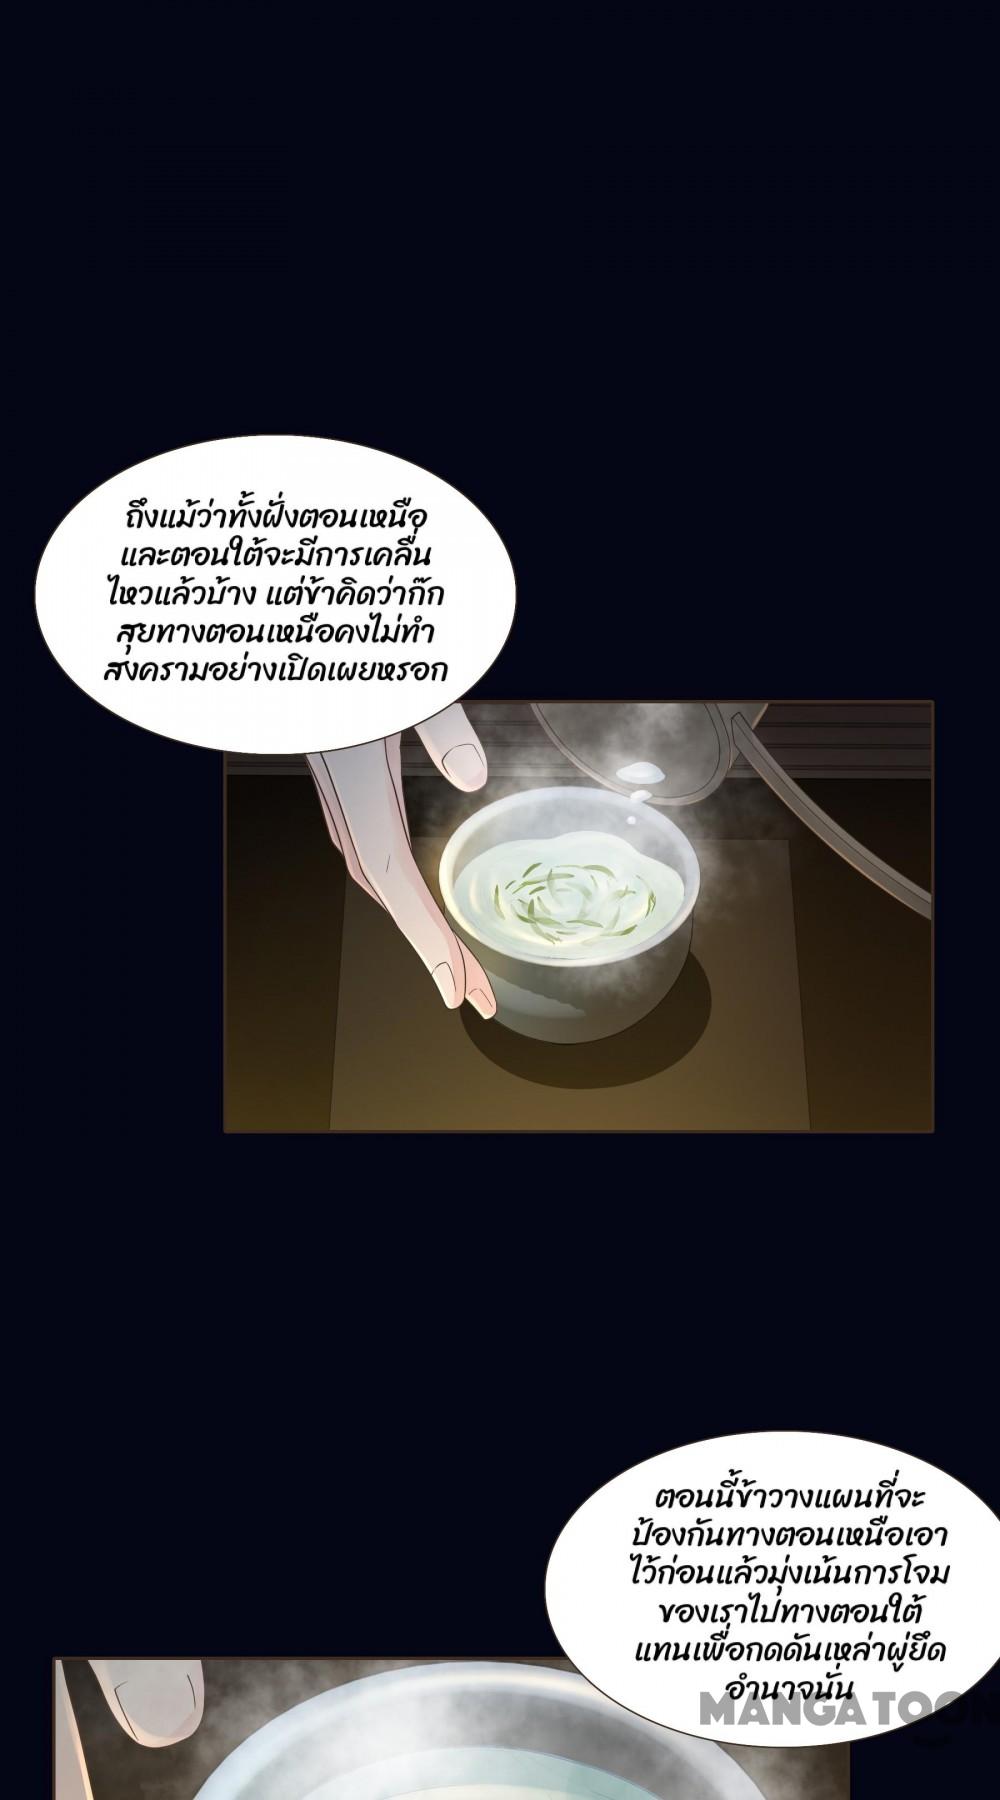 ถึงแม้ว่าทั้งฝั่งตอนเหนือ
และตอนใต้จะมีการเคลื่อน
ไหวแล้วบ้าง แต่ข้าคิดว่าก๊ก
สุยทางตอนเหนือคงไม่ทำ
สงครามอย่างเปิดเผยหรอก
ตอนนี้ข้าวางแผนที่จะ
ป้องกันทางตอนเหนือเอา
ไว้ก่อนแล้วมุ่งเน้นการโจม
ของเราไปทางตอนใต้
แทนเพื่อกดดันเหล่าผู้ยึด
อำนาจนั่น
MANGATOON